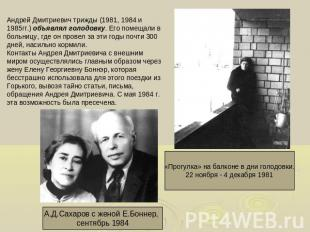 Андрей Дмитриевич трижды (1981, 1984 и
1985гг.) объявлял голодовку. Его помещали в
больницу, где он провел за эти годы почти 300
дней, насильно кормили.
Контакты Андрея Дмитриевича с внешним
миром осуществлялись главным образом через
жену Елену Георгиевну Боннэр, которая
бесстрашно использовала для этого поездки из
Горького, вывозя тайно статьи, письма,
обращения Андрея Дмитриевича. С мая 1984 г.
эта возможность была пресечена.
«Прогулка» на балконе в дни голодовки.
22 ноября - 4 декабря 1981
А.Д.Сахаров с женой Е.Боннер,
сентябрь 1984
PPT4WEB.ru